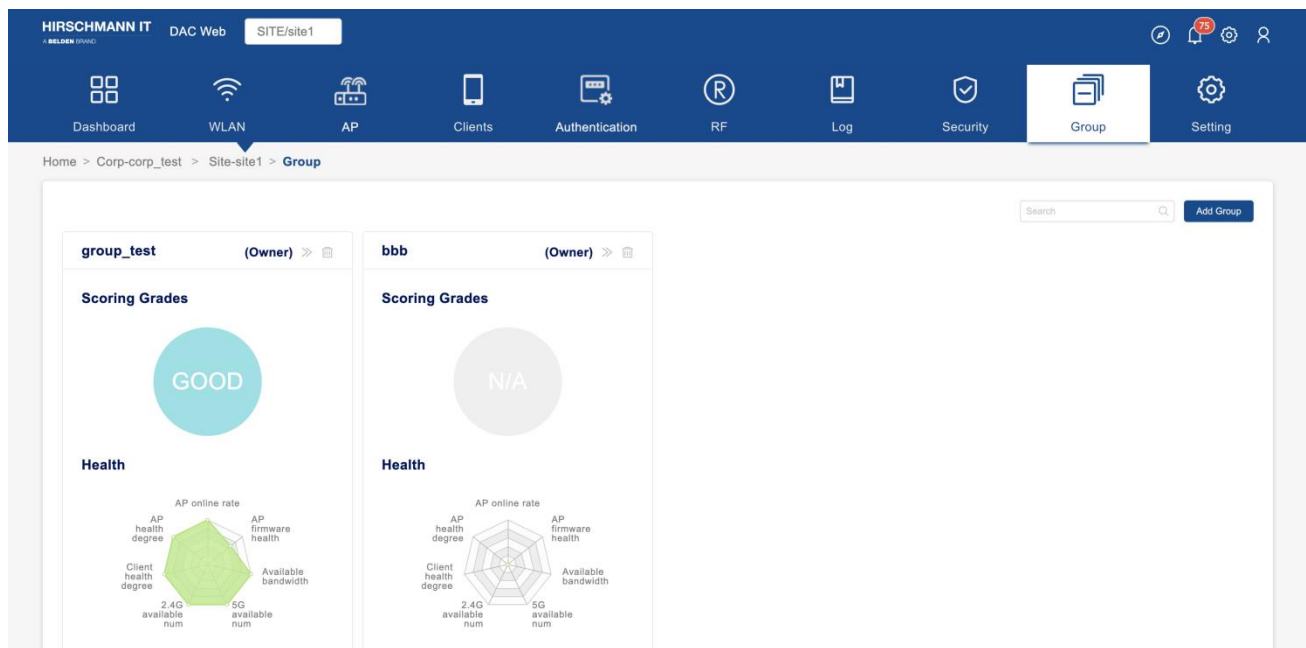 HIRSCHMANN IT
A BELDEN BRAND
DAC Web
SITE/site1
75
Dashboard
WLAN
AP
Clients
Authentication
R
RF
Log
Security
Group
Setting
Home > Corp-corp_test > Site-site1 > Group
Search
Add Group
group_test (Owner)
Scoring Grades
GOOD
Health
AP online rate
AP
health
degree
AP
firmware
health
Client
health
degree
Available
bandwidth
2.4G
available
num
5G
available
num
bbb (Owner)
Scoring Grades
N/A
Health
AP online rate
AP
health
degree
AP
firmware
health
Client
health
degree
Available
bandwidth
2.4G
available
num
5G
available
num